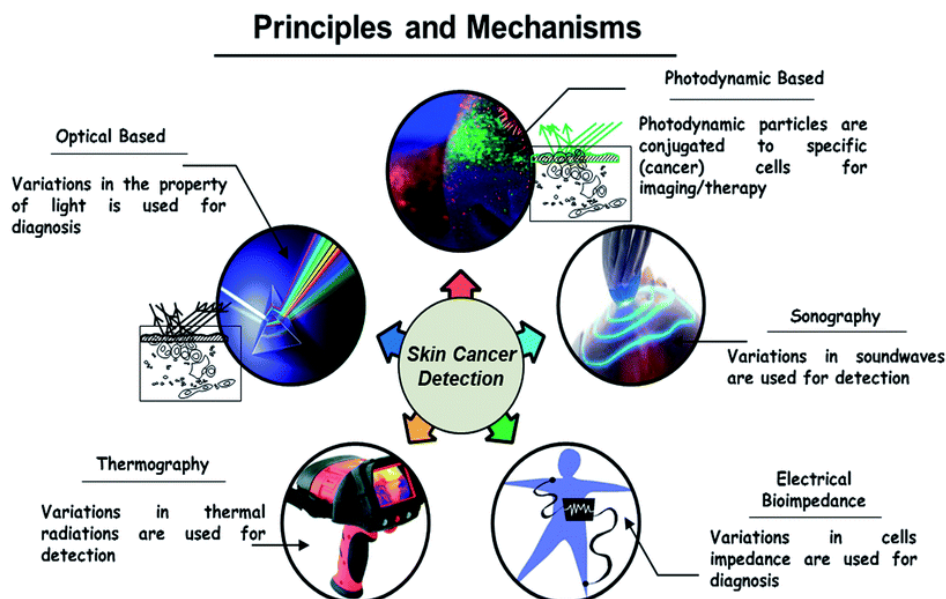 Principles and Mechanisms
Photodynamic Based
Photodynamic particles are
conjugated to specific
(cancer) cells for
imaging/therapy
Optical Based
Variations in the property
of light is used for
diagnosis
Sonography
Variations in soundwaves
are used for detection
Skin Cancer
Detection
Thermography
Variations in thermal
radiations are used for
detection
Electrical
Bioimpedance
Variations in cells
impedance are used for
diagnosis